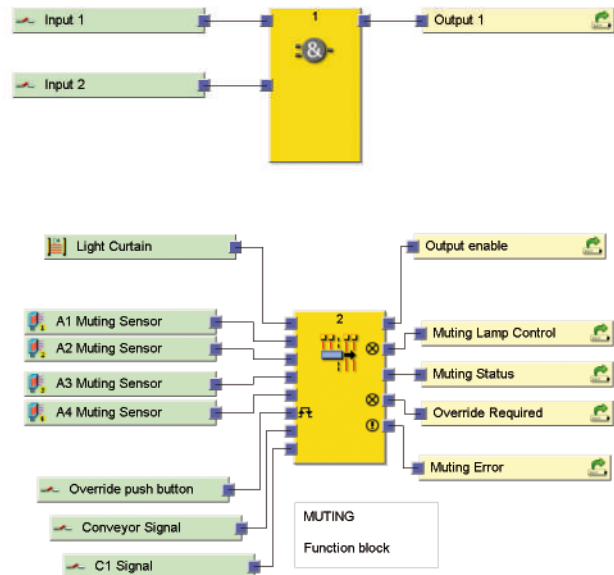 1
Input 1
Output 1
&
Input 2
Light Curtain
Output enable
2
A1 Muting Sensor
Muting Lamp Control
A2 Muting Sensor
Muting Status
A3 Muting Sensor
Override Required
A4 Muting Sensor
Muting Error
Override push button
MUTING
Conveyor Signal
Function block
C1 Signal